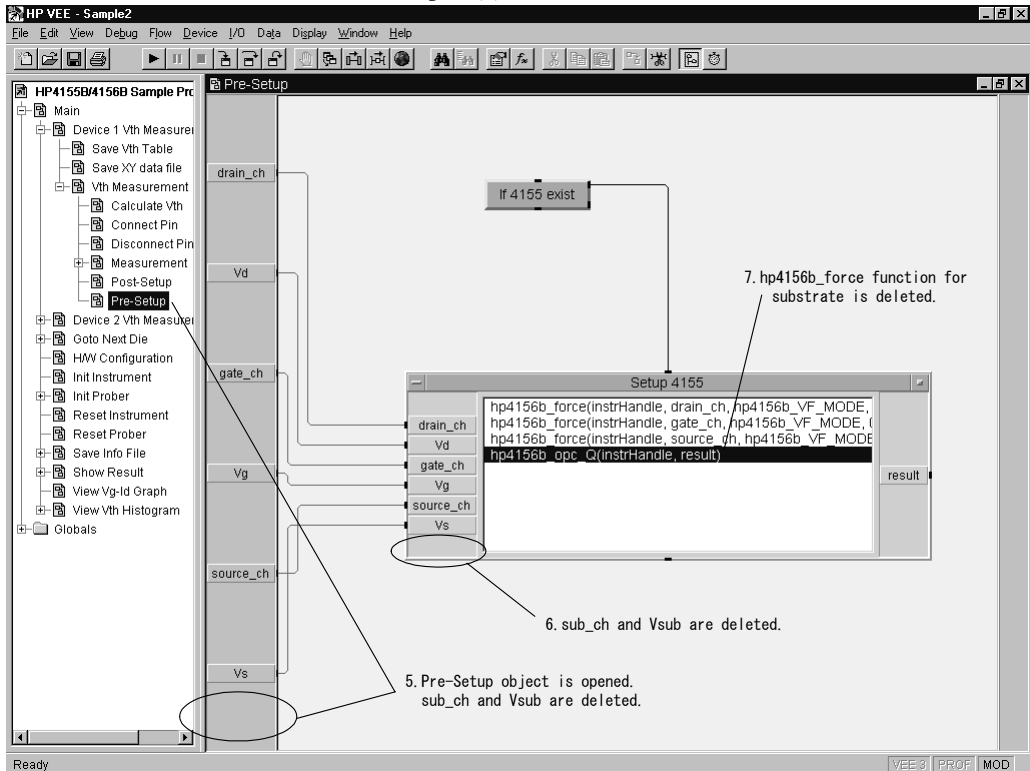 HP VEE - Sample2
File Edit View Debug Flow Device I/O Data Display Window Help
HP4155B/4156B Sample Pro
Main
Device 1 Vth Measurem
Save Vth Table
Save XY data file
Vth Measurement
Calculate Vth
Connect Pin
Disconnect Pin
Measurement
Post-Setup
Pre-Setup
Device 2 Vth Measurem
Goto Next Die
H/W Configuration
Init Instrument
Init Prober
Reset Instrument
Reset Prober
Save Info File
Show Result
View Vg-Id Graph
View Vth Histogram
Globals
Pre-Setup
drain_ch
Vd
gate_ch
Vg
source_ch
Vs
If 4155 exist
7. hp4156b_force function for
substrate is deleted.
Setup 4155
drain_ch
Vd
gate_ch
Vg
source_ch
Vs
hp4156b_force(instrHandle, drain_ch, hp4156b_VF_MODE,
hp4156b_force(instrHandle, gate_ch, hp4156b_VF_MODE, (
hp4156b_force(instrHandle, source_ch, hp4156b_VF_MODE
hp4156b_opc_Q(instrHandle, result)
result
6. sub_ch and Vsub are deleted.
5. Pre-Setup object is opened.
sub_ch and Vsub are deleted.
Ready
VEE 3 PROF MOD